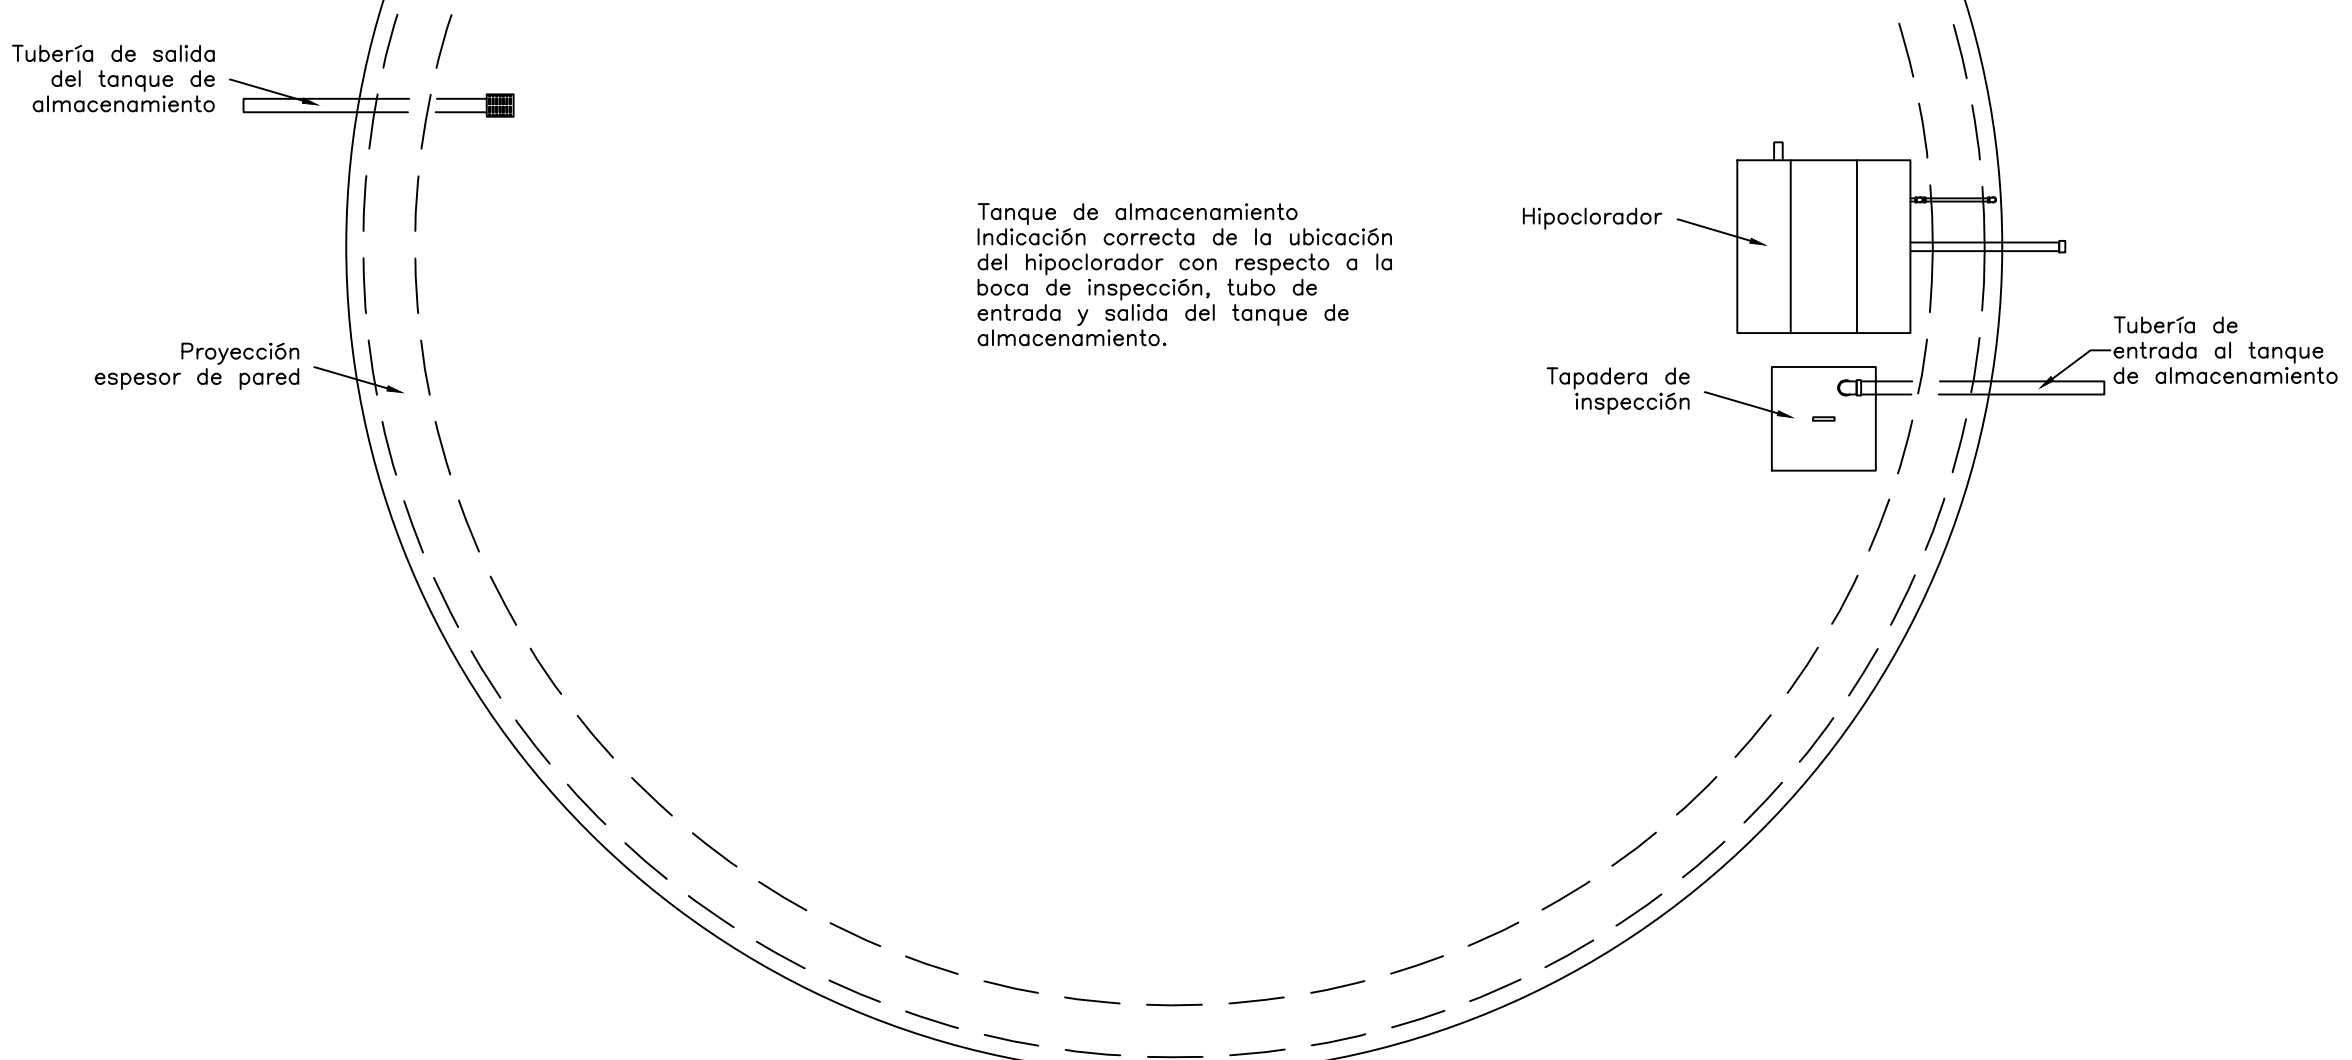 Tubería de salida
del tanque de
almacenamiento
Tanque de almacenamiento
Indicación correcta de la ubicación
del hipoclorador con respecto a la
boca de inspección, tubo de
entrada y salida del tanque de
almacenamiento.
Hipoclorador
Proyección
espesor de pared
Tapadera de
inspección
Tubería de
entrada al tanque
de almacenamiento